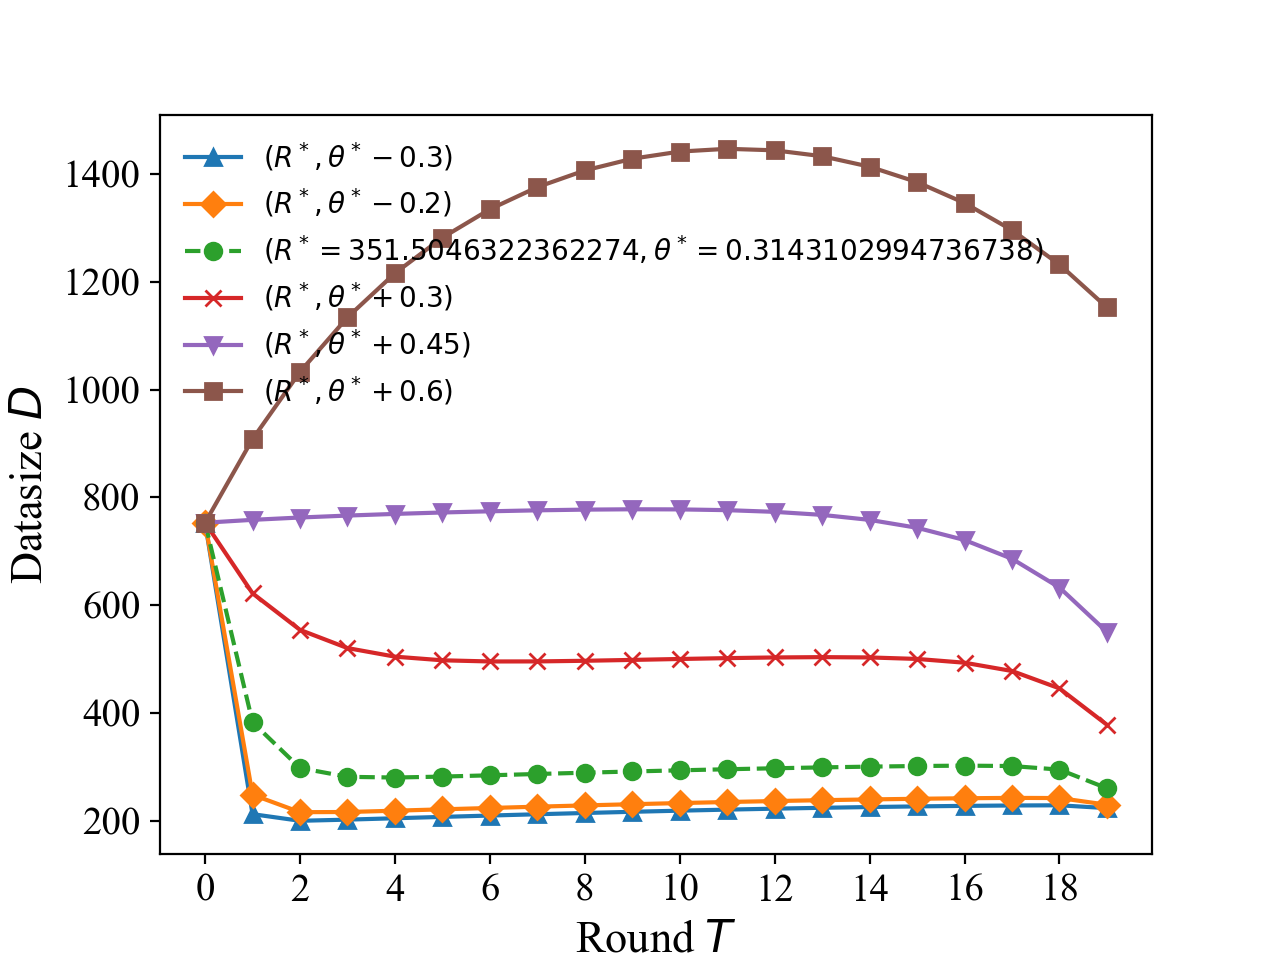 (R*, θ* − 0.3)
(R*, θ* − 0.2)
(R* = 351.5046322362274, θ* = 0.3143102994736738)
(R*, θ* + 0.3)
(R*, θ* + 0.45)
(R*, θ* + 0.6)
Datasize D
1400
1200
1000
800
600
400
200
0 2 4 6 8 10 12 14 16 18
Round T